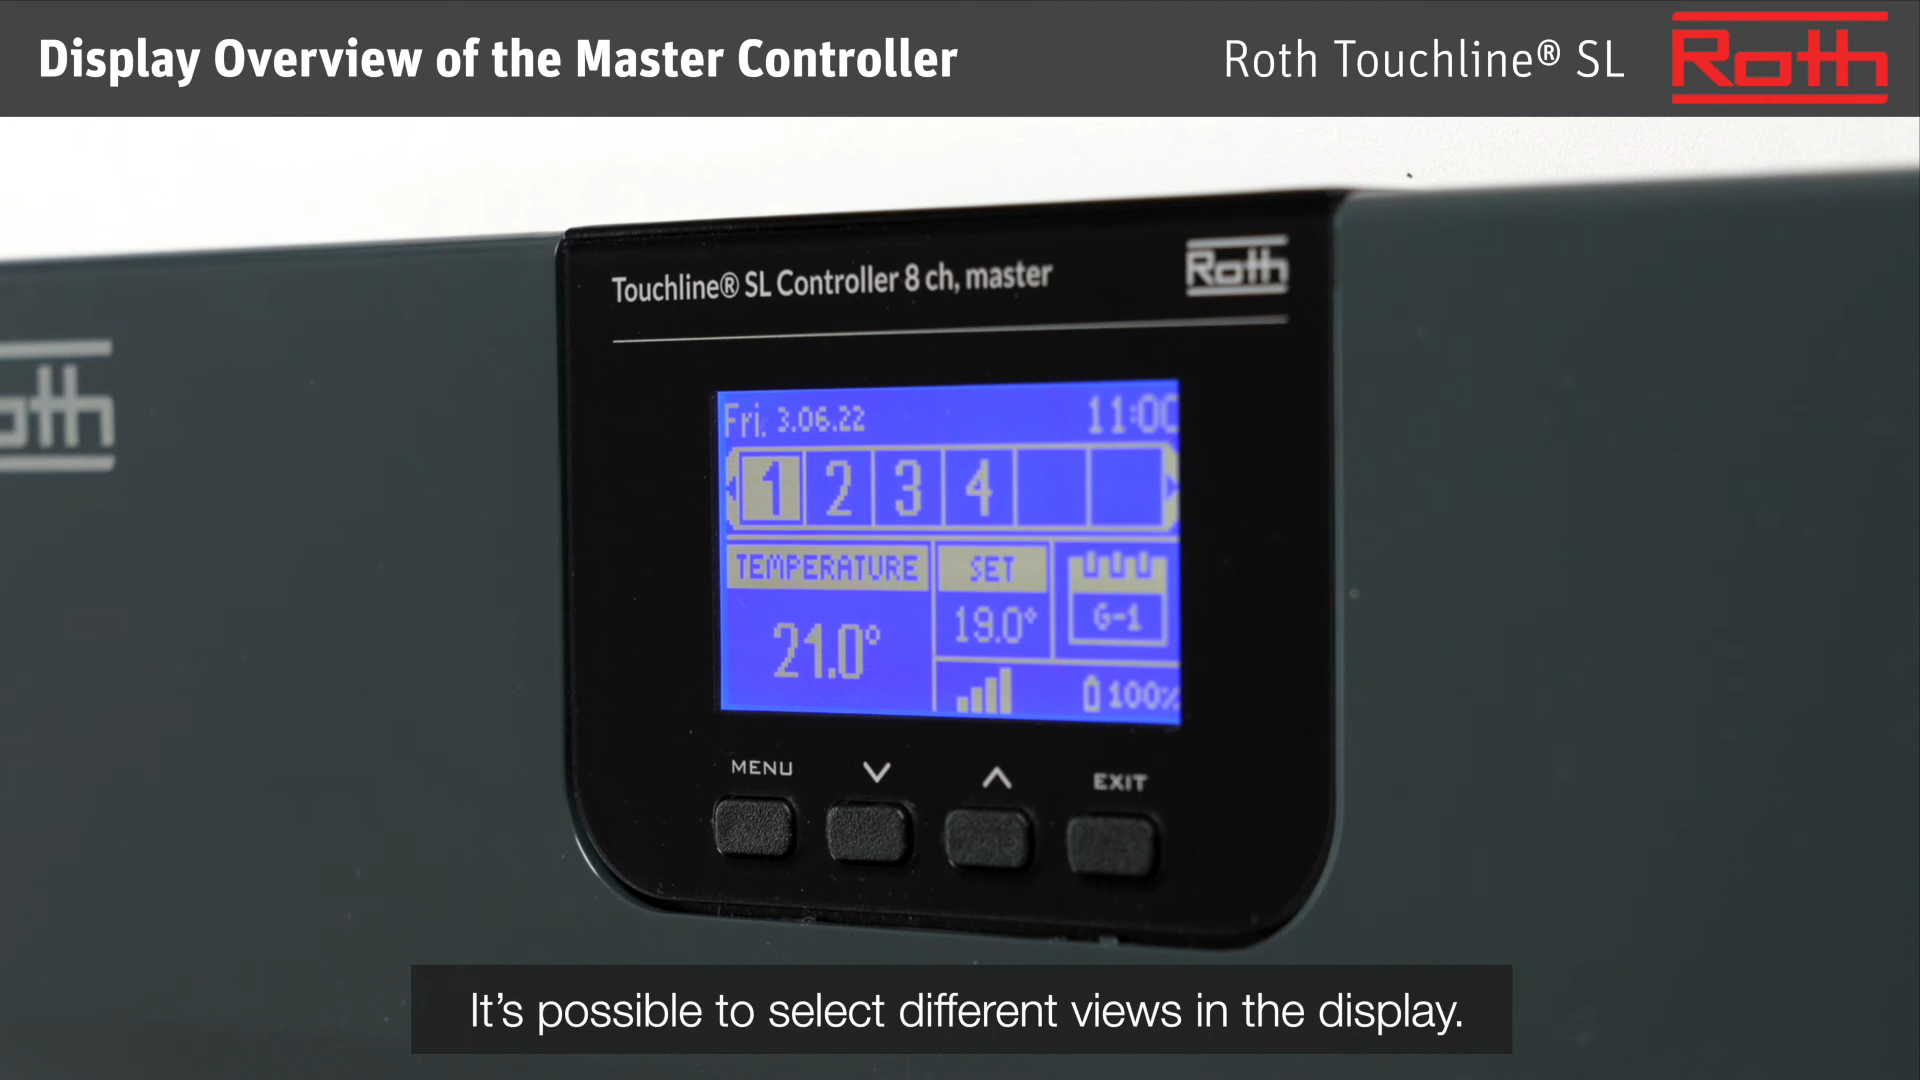 Display Overview of the Master Controller
Roth Touchline® SL
Roth
Touchline® SL Controller 8 ch, master
Roth
Fri. 3.06.22
11:00
1 2 3 4
TEMPERATURE
SET
21.0°
19.0°
G-1
100%
MENU
EXIT
oth
It's possible to select different views in the display.